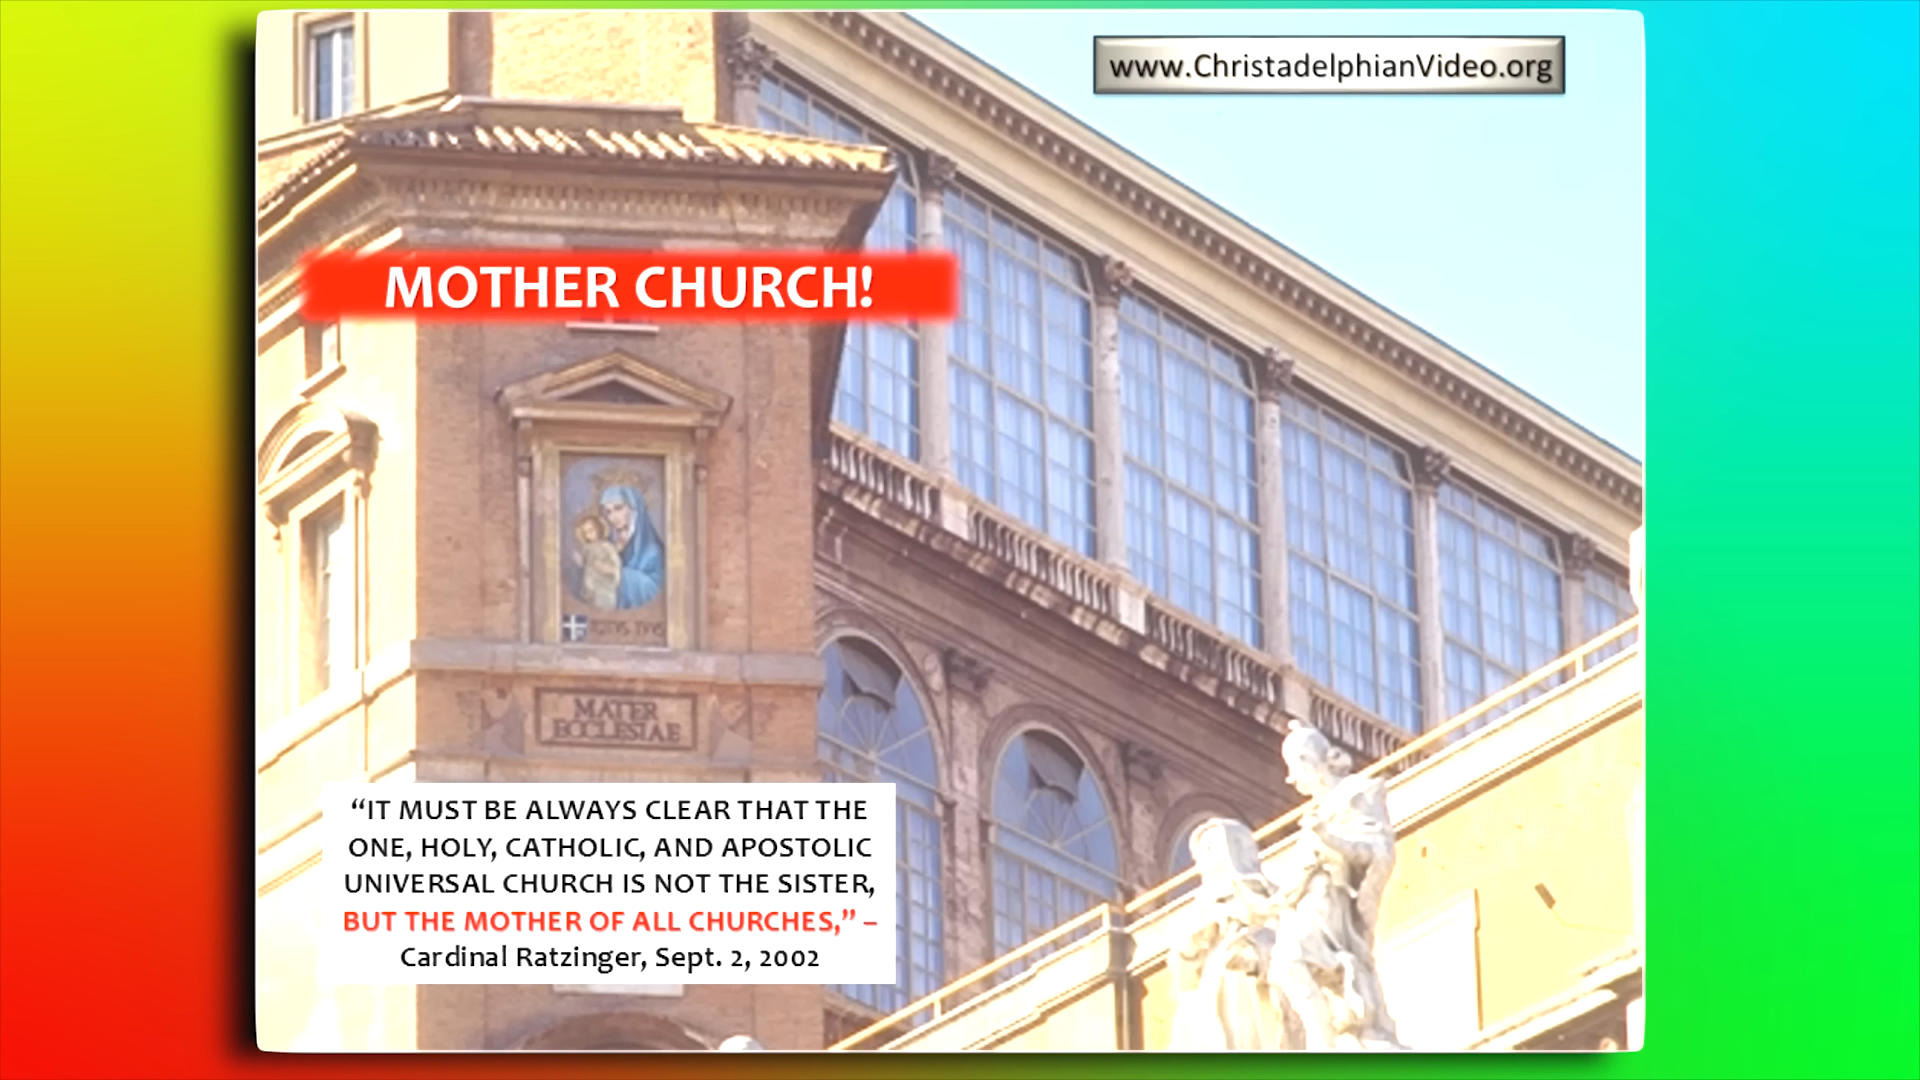 www.ChristadelphianVideo.org
MOTHER CHURCH!
MATER
ECCLESIAE
“IT MUST BE ALWAYS CLEAR THAT THE
ONE, HOLY, CATHOLIC, AND APOSTOLIC
UNIVERSAL CHURCH IS NOT THE SISTER,
BUT THE MOTHER OF ALL CHURCHES,” –
Cardinal Ratzinger, Sept. 2, 2002